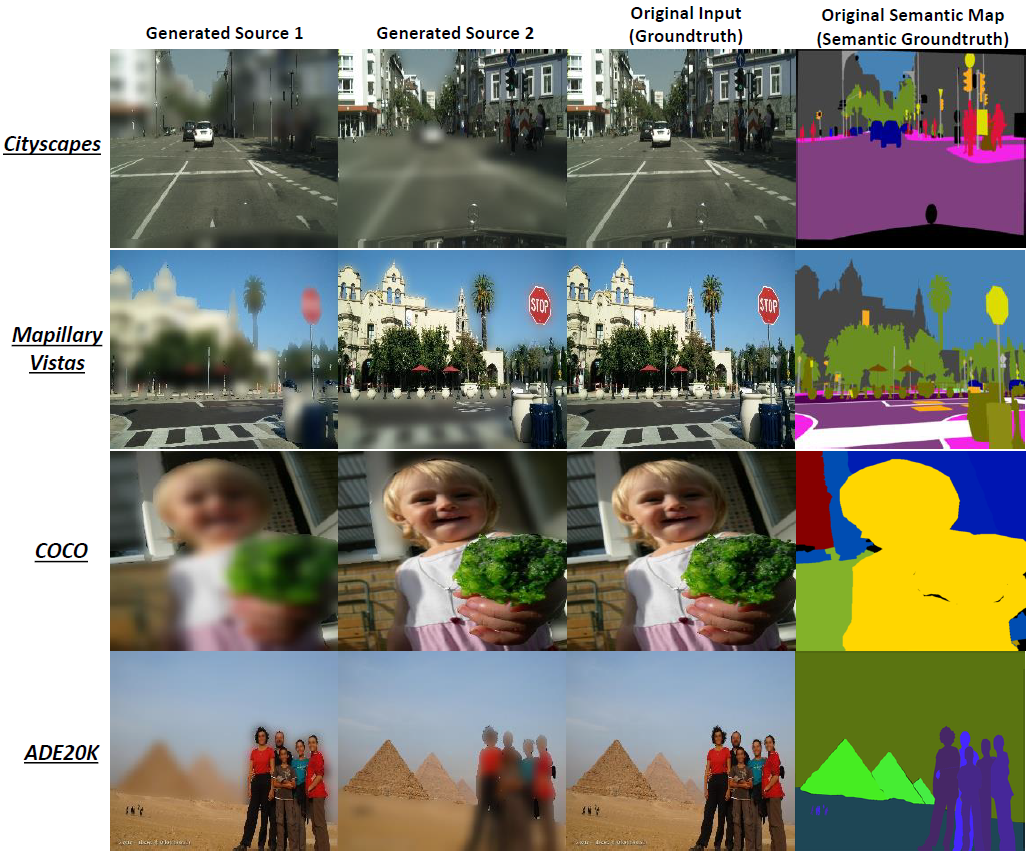 Generated Source 1
Generated Source 2
Original Input
(Groundtruth)
Original Semantic Map
(Semantic Groundtruth)
Cityscapes
Mapillary
Vistas
STOP
STOP
COCO
ADE20K